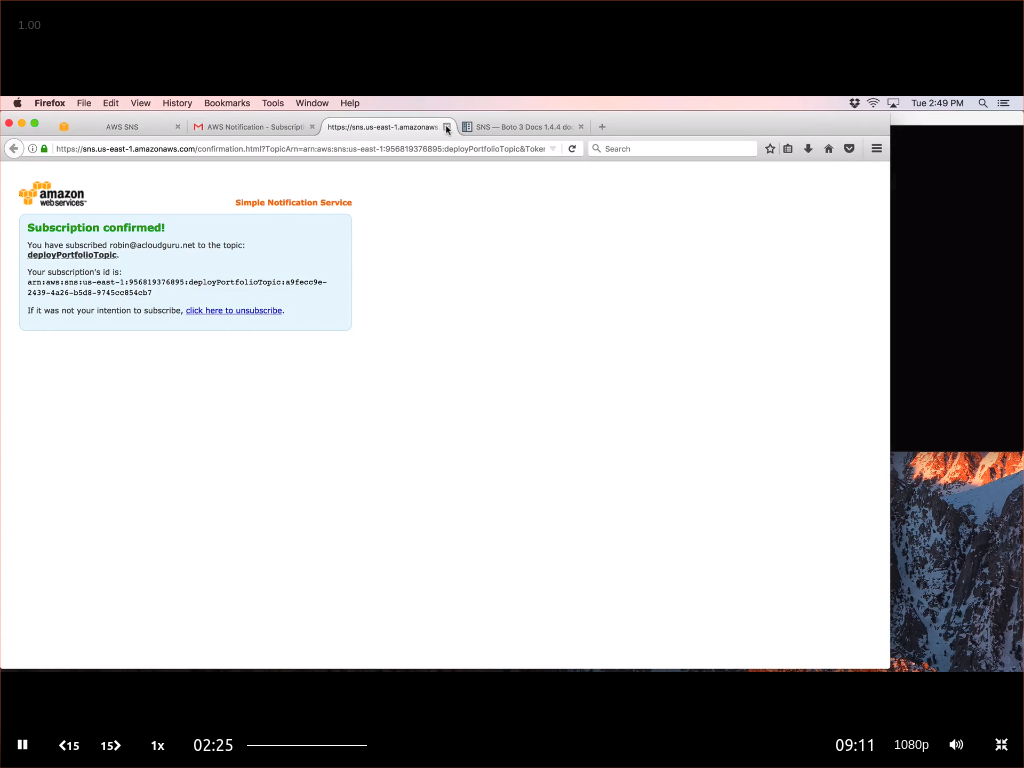 1.00
Firefox File Edit View History Bookmarks Tools Window Help Tue 2:49 PM
AWS SNS AWS Notification - Subscripti https://sns.us-east-1.amazonaws. SNS — Boto 3 Docs 1.4.4 do
https://sns.us-east-1.amazonaws.com/confirmation.html?TopicArn=arn:aws:sns:us-east-1:956819376895:deployPortfolioTopic&Token Search
amazon
webservices™
Simple Notification Service
Subscription confirmed!
You have subscribed robin@acloudguru.net to the topic:
deployPortfolioTopic.
Your subscription's id is:
arn:aws:sns:us-east-1:956819376895:deployPortfolioTopic:a9fecc9e-
2439-4a26-b5d8-9745cc854cb7
If it was not your intention to subscribe, click here to unsubscribe.
15 15 1x 02:25 09:11 1080p